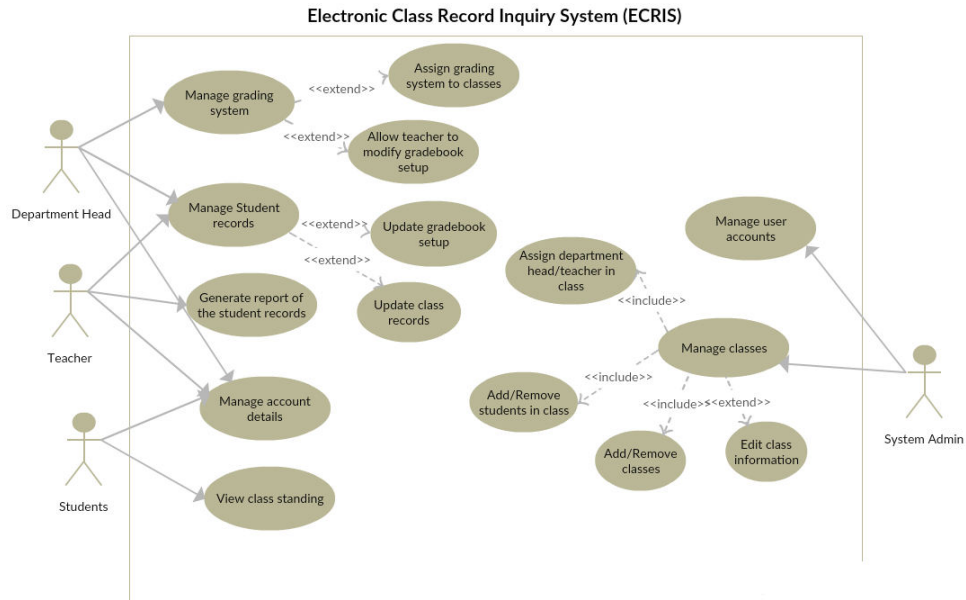 Electronic Class Record Inquiry System (ECRIS)
Assign grading
system to classes
<<extend>>
Manage grading
system
<<extend>>
Allow teacher to
modify gradebook
setup
Department Head
Manage Student
records
<<extend>>
Update gradebook
setup
<<extend>>
Manage user
accounts
Assign department
head/teacher in
class
<<include>>
Generate report of
the student records
Update class
records
Teacher
Manage classes
<<include>>
Add/Remove
students in class
<<include>>
<<extend>>
Manage account
details
Add/Remove
classes
Edit class
information
System Admin
View class standing
Students